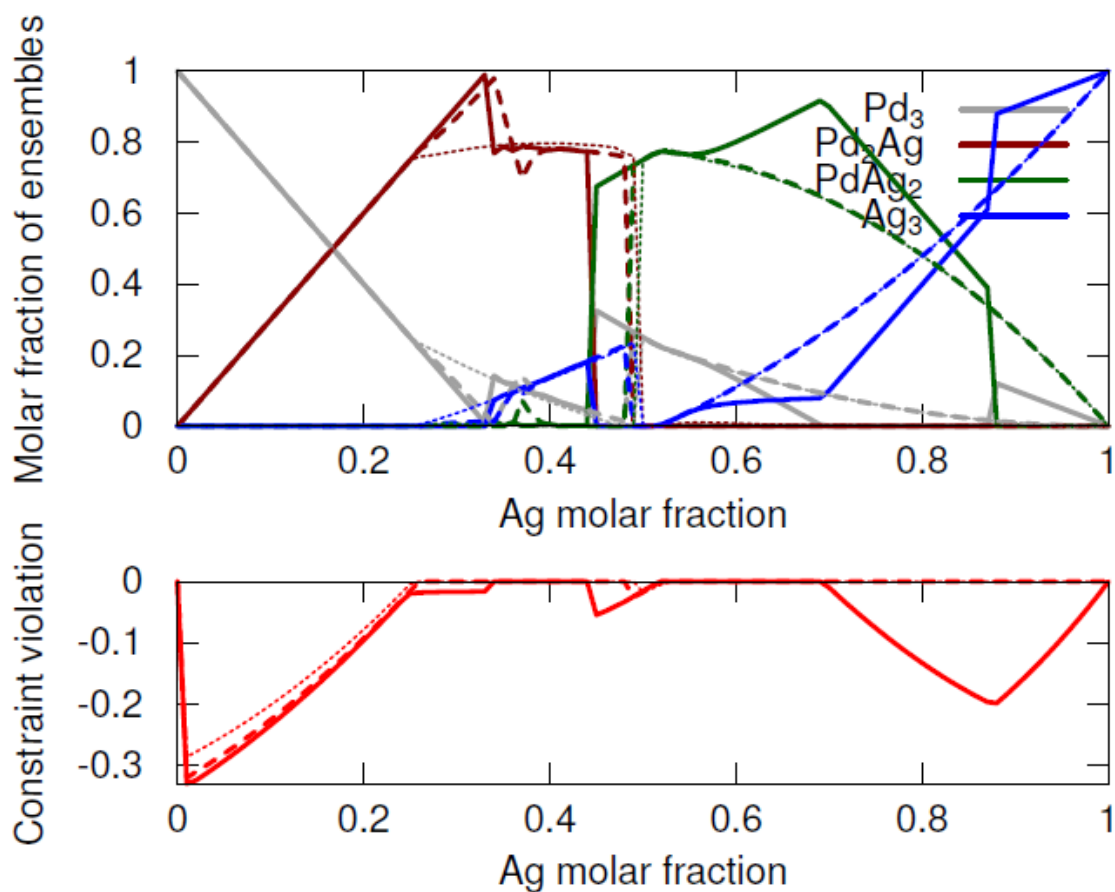 Molar fraction of ensembles
1
0.8
0.6
0.4
0.2
0
Pd₃
Pd₂Ag
PdAg₂
Ag₃
0 0.2 0.4 0.6 0.8 1
Ag molar fraction
Constraint violation
0
-0.1
-0.2
-0.3
0 0.2 0.4 0.6 0.8 1
Ag molar fraction